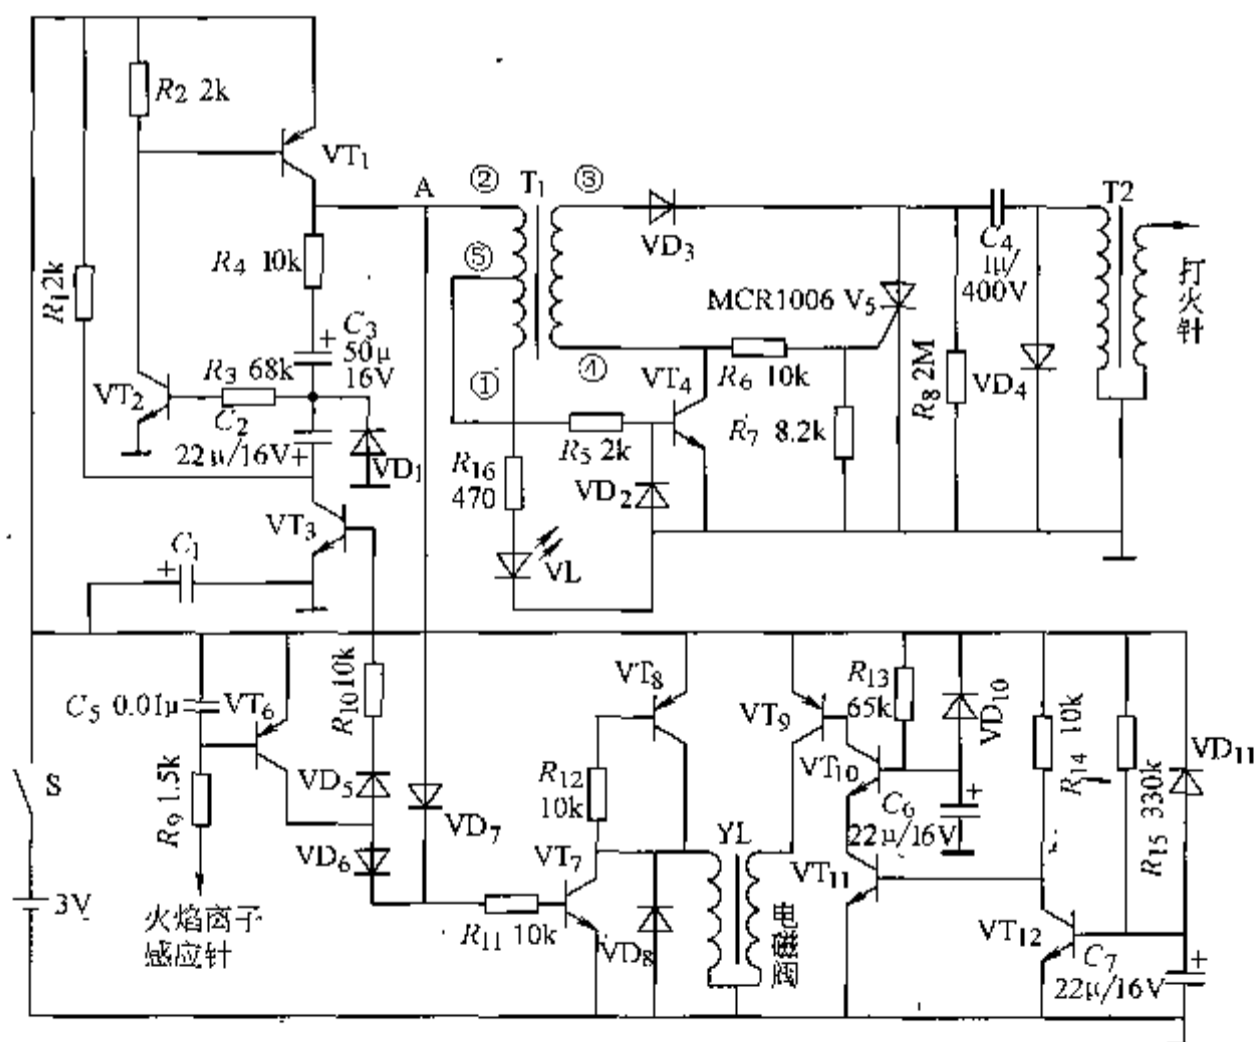 R2 2k
VT1
A
②
T1
③
T2
VD3
R4 10k
⑤
C4
1μ/
400V
打火针
R1 2k
MCR1006 V5
C3
50μ
16V
R3 68k
①
④
VT4
R6 10k
R8 2M
VD4
VT2
C2
22μ/16V+
VD1
R5 2k
R7 8.2k
R16
470
VD2
VT3
C1
VL
R10 10k
VT8
R13
65k
VD10
C5 0.01μ
VT6
VT9
10k
R14
VD11
S
R9 1.5k
VD5
R12
10k
VT10
C6
22μ/16V
R15 330k
VD7
YL
VD6
VT7
VT11
3V
火焰离子
感应针
R11 10k
VD8
电磁阀
VT12
C7
22μ/16V